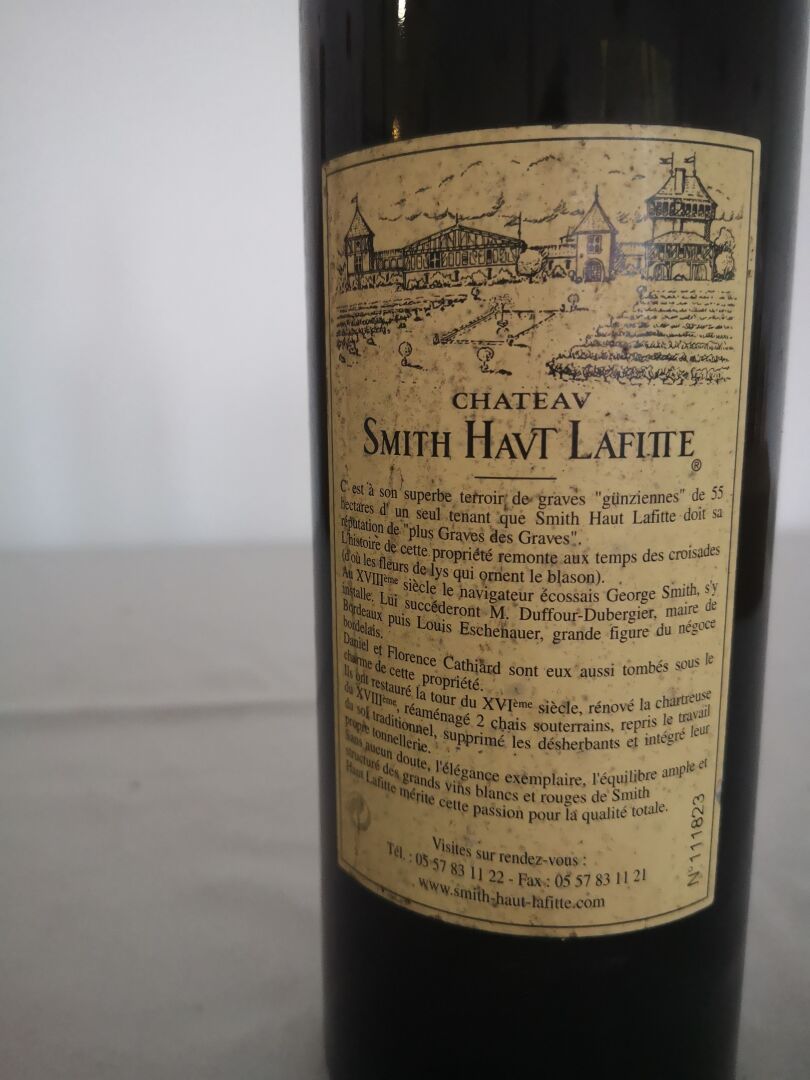 CHATEAV
SMITH HAVT LAFITTE
®
C'est à son superbe terroir de graves "günziennes" de 55
hectares d'un seul tenant que Smith Haut Lafitte doit sa
réputation de "plus Graves des Graves".
L'histoire de cette propriété remonte aux temps des croisades
(d'où les fleurs de lys qui ornent le blason).
Au XVIIIème siècle le navigateur écossais George Smith, s'y
installe. Lui succéderont M. Duffour-Dubergier, maire de
Bordeaux puis Louis Eschenauer, grande figure du négoce
bordelais.
Daniel et Florence Cathiard sont eux aussi tombés sous le
charme de cette propriété.
Ils ont restauré la tour du XVIème siècle, rénové la chartreuse
du XVIIIème, réaménagé 2 chais souterrains, repris le travail
du sol traditionnel, supprimé les désherbants et intégré leur
propre tonnellerie.
Sans aucun doute, l'élégance exemplaire, l'équilibre ample et
structuré des grands vins blancs et rouges de Smith
Haut Lafitte mérite cette passion pour la qualité totale.
Visites sur rendez-vous :
Tél. : 05 57 83 11 22 - Fax : 05 57 83 11 21
www.smith-haut-lafitte.com
N°111823